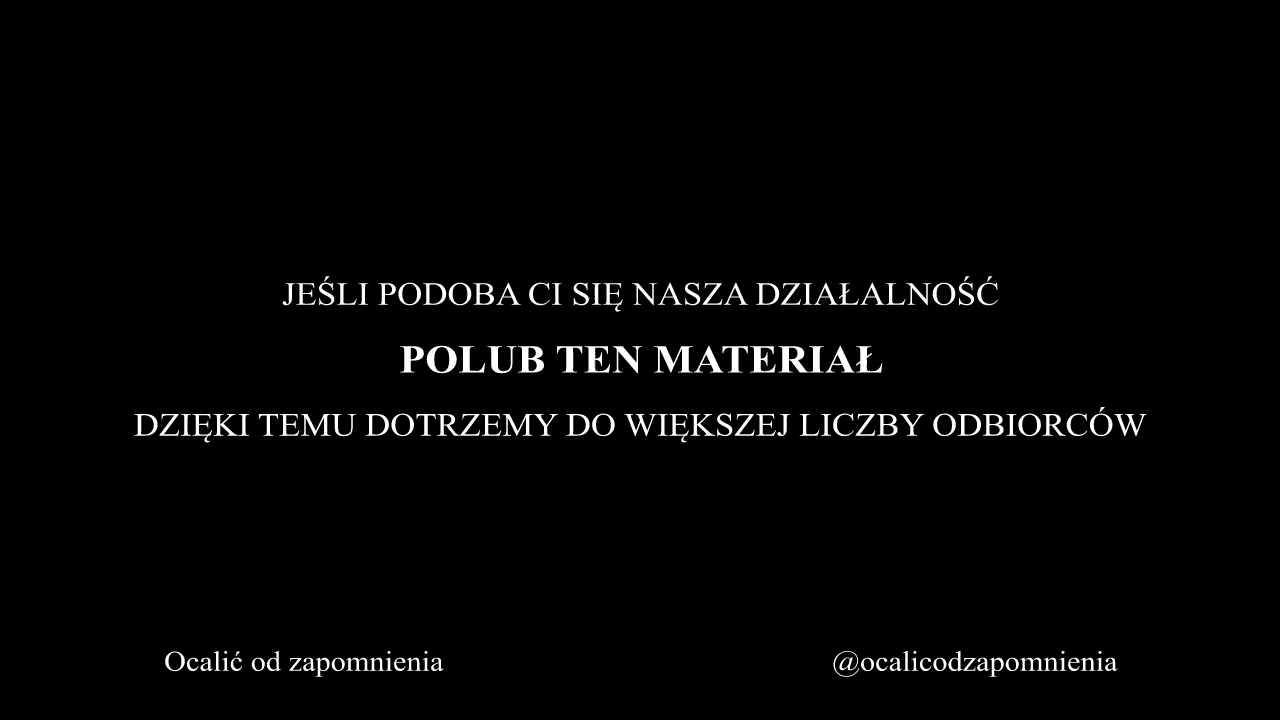 JEŚLI PODOBA CI SIĘ NASZA DZIAŁALNOŚĆ
POLUB TEN MATERIAŁ
DZIĘKI TEMU DOTRZEMY DO WIĘKSZEJ LICZBY ODBIORCÓW
Ocalić od zapomnienia
@ocalicodzapomnienia